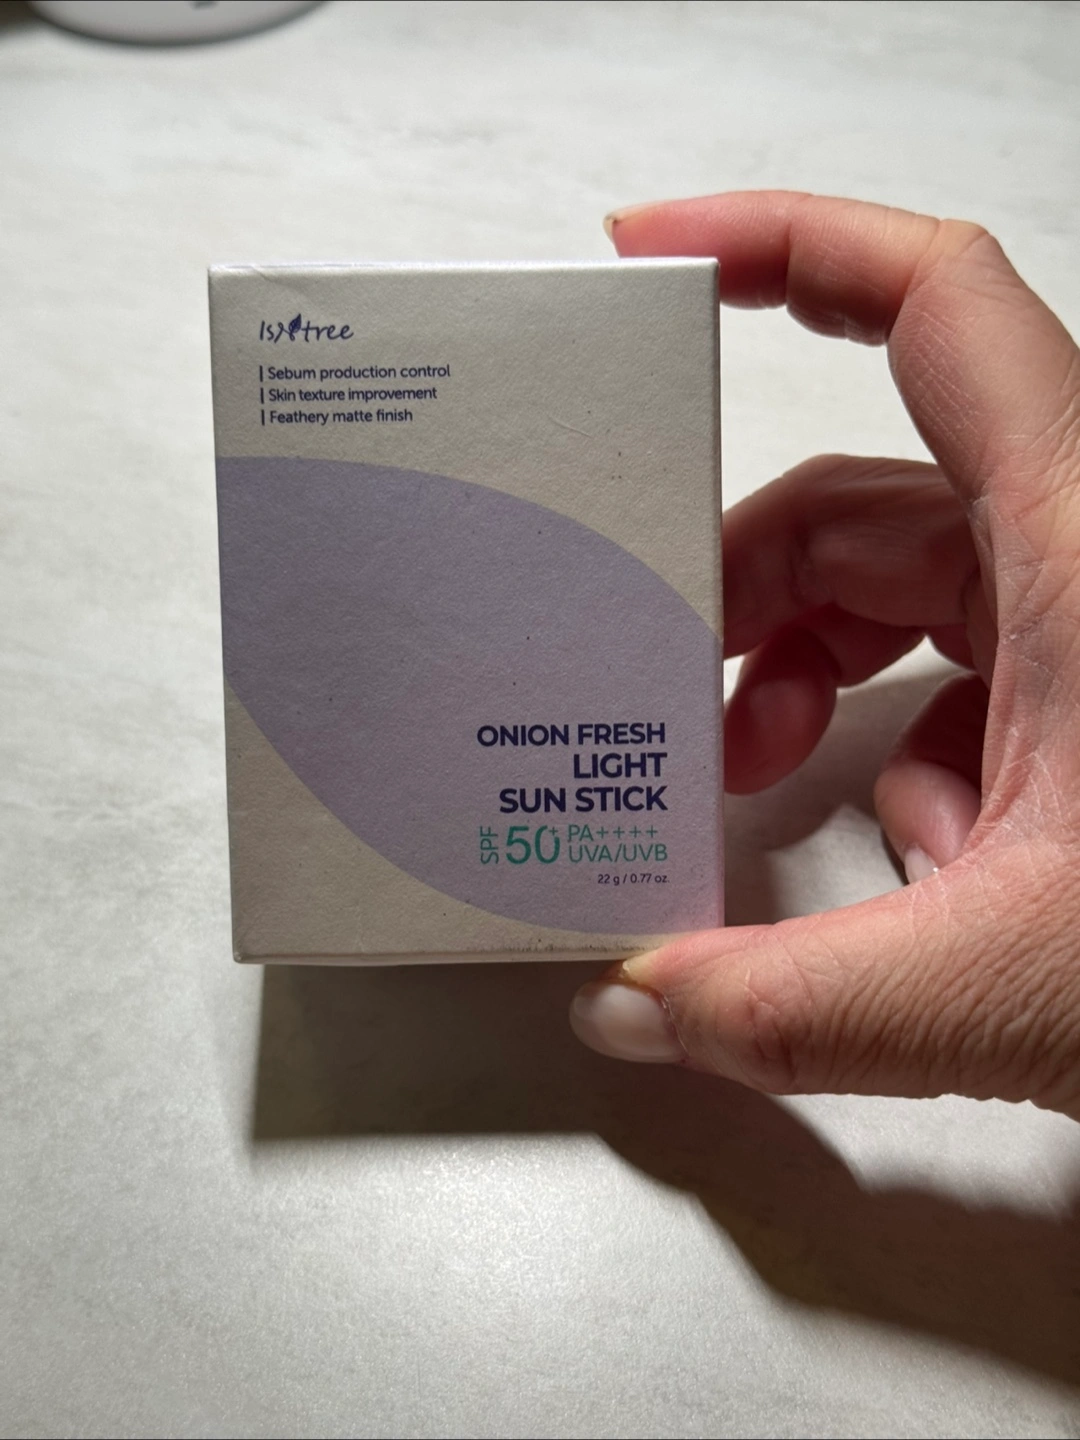 IsNtree
| Sebum production control
| Skin texture improvement
| Feathery matte finish
ONION FRESH
LIGHT
SUN STICK
SPF 50+ PA++++
UVA/UVB
22 g / 0.77 oz.